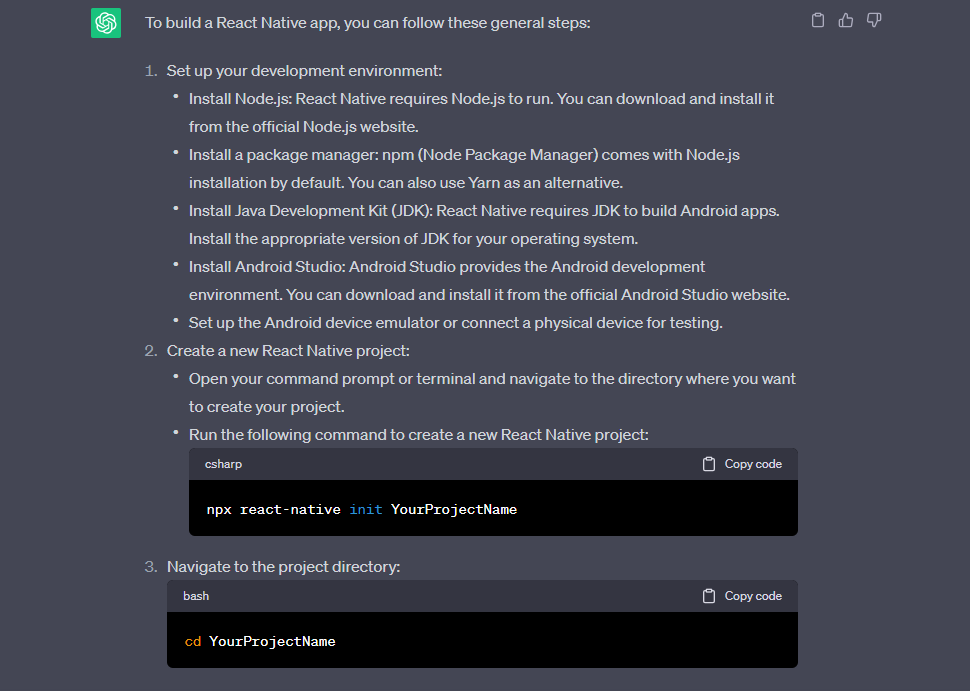 To build a React Native app, you can follow these general steps:
1. Set up your development environment:
• Install Node.js: React Native requires Node.js to run. You can download and install it
from the official Node.js website.
• Install a package manager: npm (Node Package Manager) comes with Node.js
installation by default. You can also use Yarn as an alternative.
• Install Java Development Kit (JDK): React Native requires JDK to build Android apps.
Install the appropriate version of JDK for your operating system.
• Install Android Studio: Android Studio provides the Android development
environment. You can download and install it from the official Android Studio website.
• Set up the Android device emulator or connect a physical device for testing.
2. Create a new React Native project:
• Open your command prompt or terminal and navigate to the directory where you want
to create your project.
• Run the following command to create a new React Native project:
csharp Copy code
npx react-native init YourProjectName
3. Navigate to the project directory:
bash Copy code
cd YourProjectName